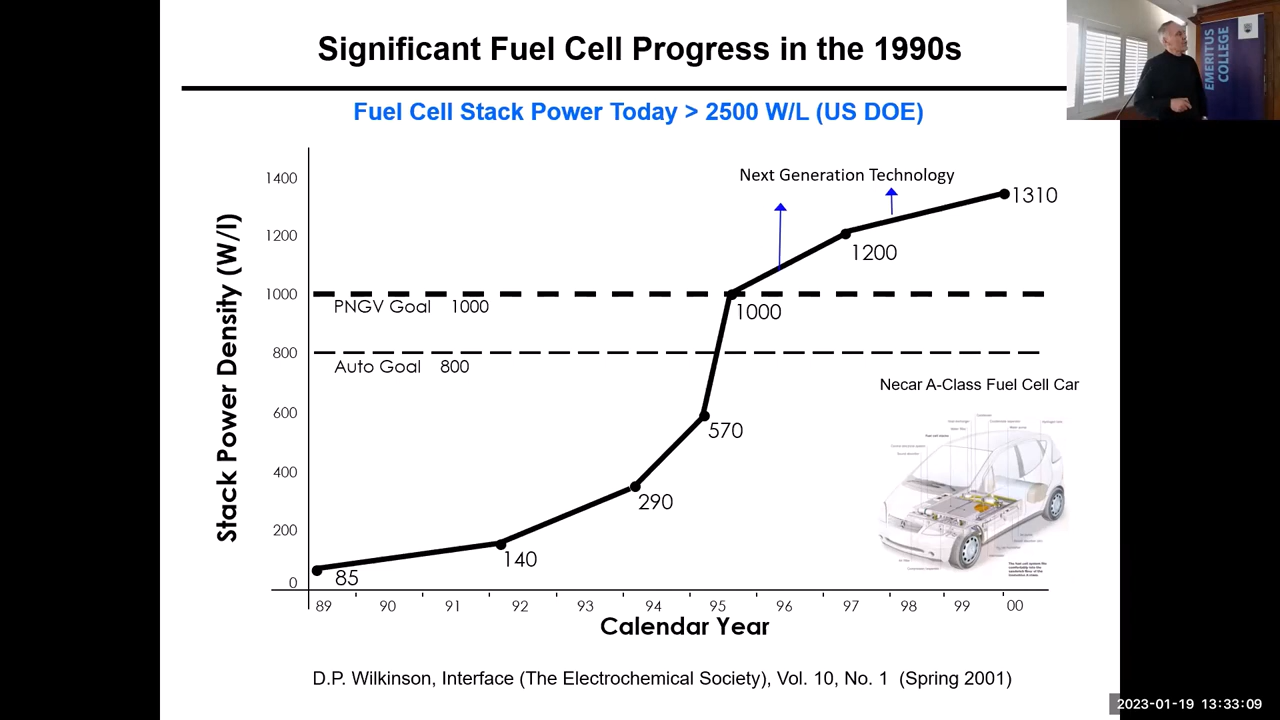 Significant Fuel Cell Progress in the 1990s
EMERITUS
COLLEGE
Fuel Cell Stack Power Today > 2500 W/L (US DOE)
Stack Power Density (W/l)
1400
1200
1000
800
600
400
200
0
Next Generation Technology
1310
1200
1000
PNGV Goal 1000
Auto Goal 800
570
290
140
85
Necar A-Class Fuel Cell Car
89 90 91 92 93 94 95 96 97 98 99 00
Calendar Year
D.P. Wilkinson, Interface (The Electrochemical Society), Vol. 10, No. 1 (Spring 2001)
2023-01-19 13:33:09